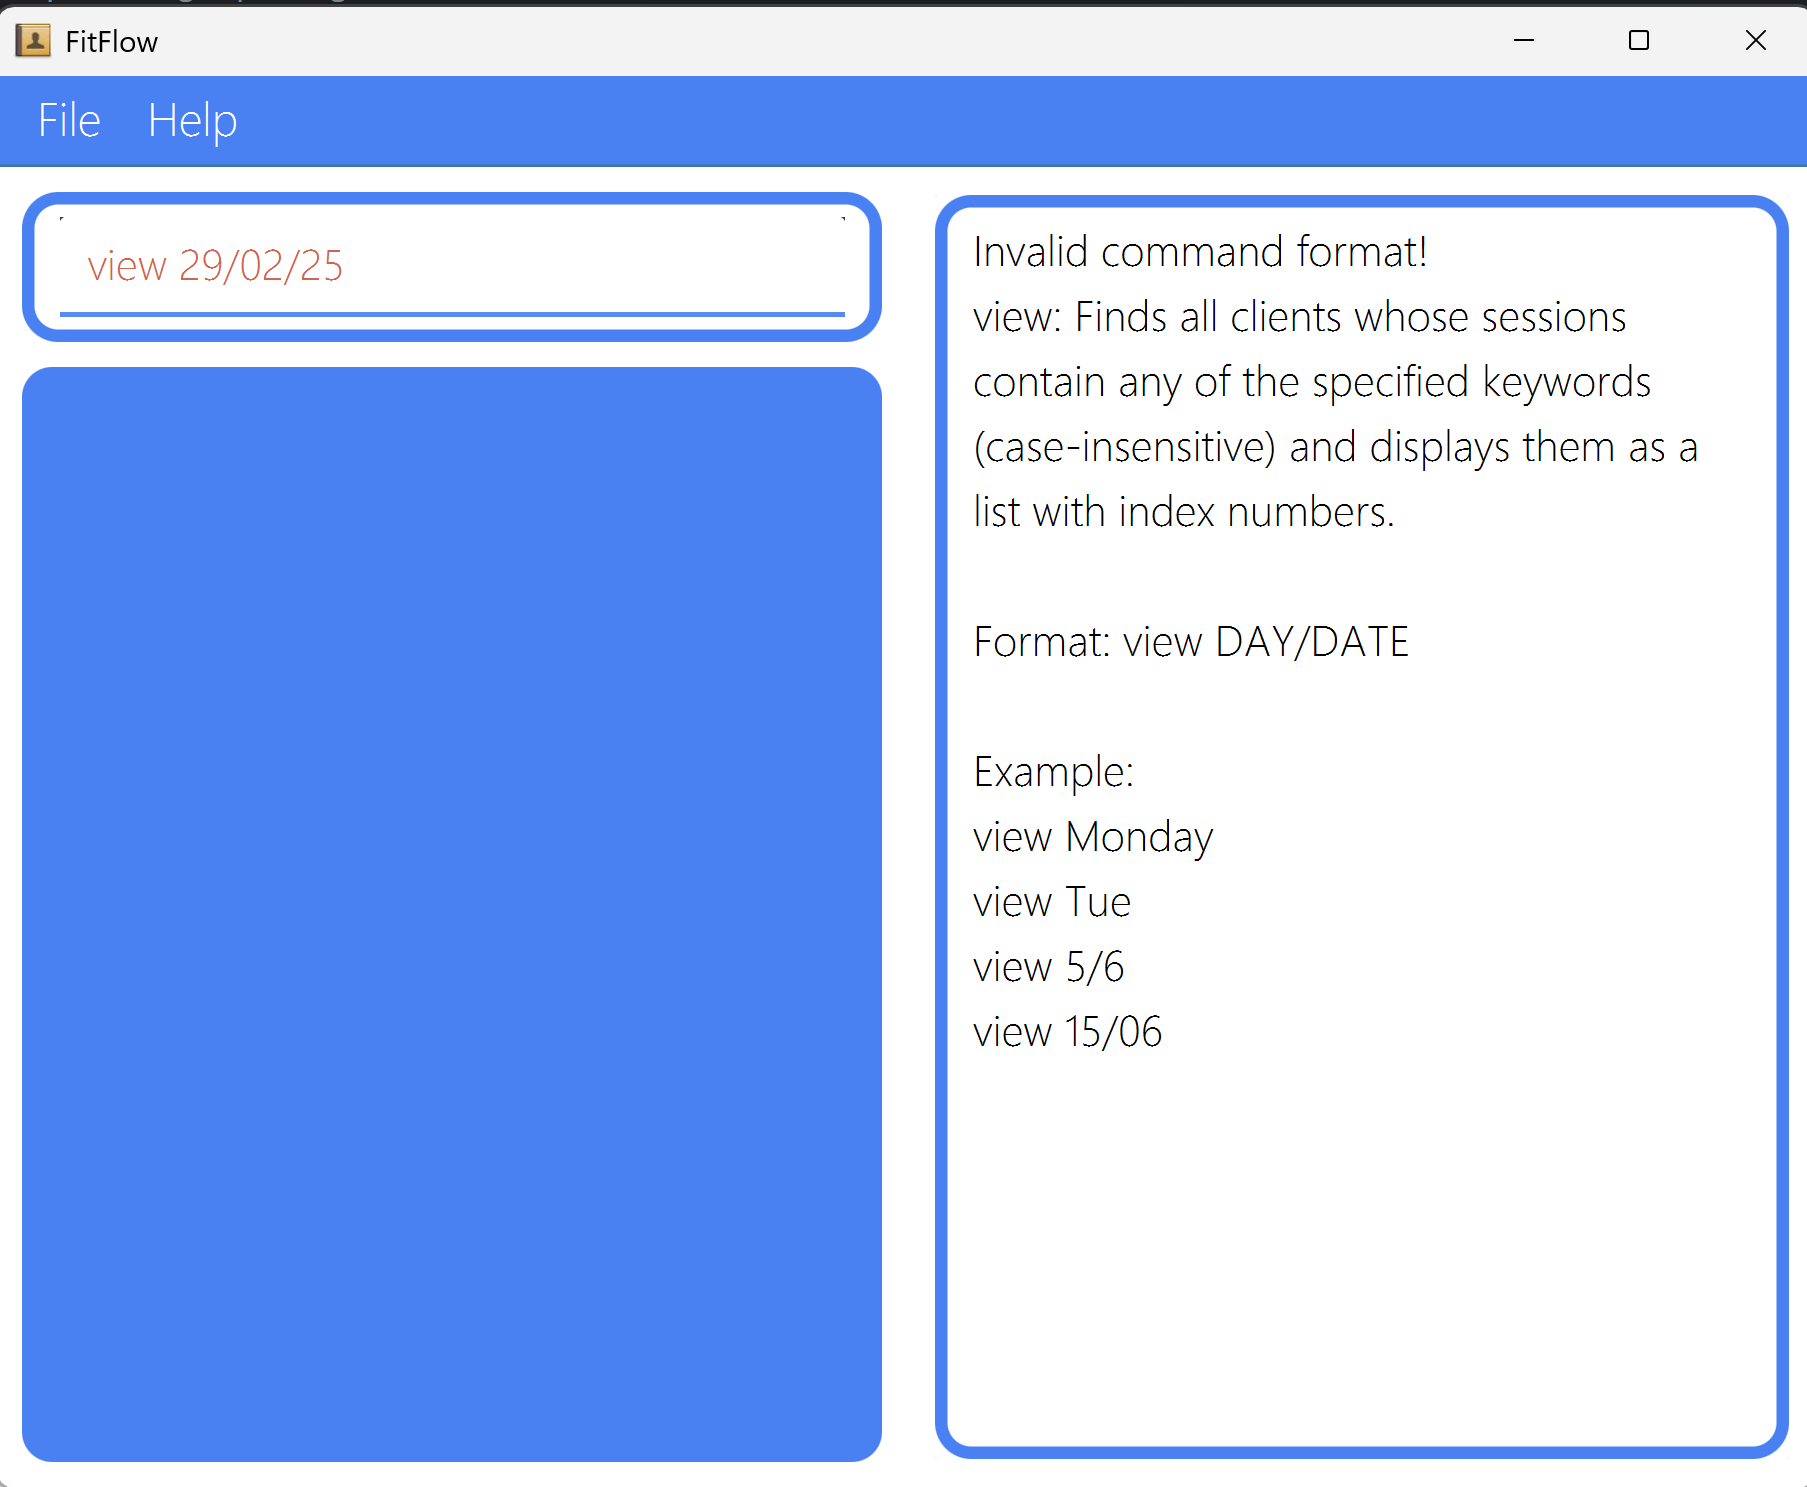 FitFlow
File Help
view 29/02/25
Invalid command format!
view: Finds all clients whose sessions
contain any of the specified keywords
(case-insensitive) and displays them as a
list with index numbers.
Format: view DAY/DATE
Example:
view Monday
view Tue
view 5/6
view 15/06